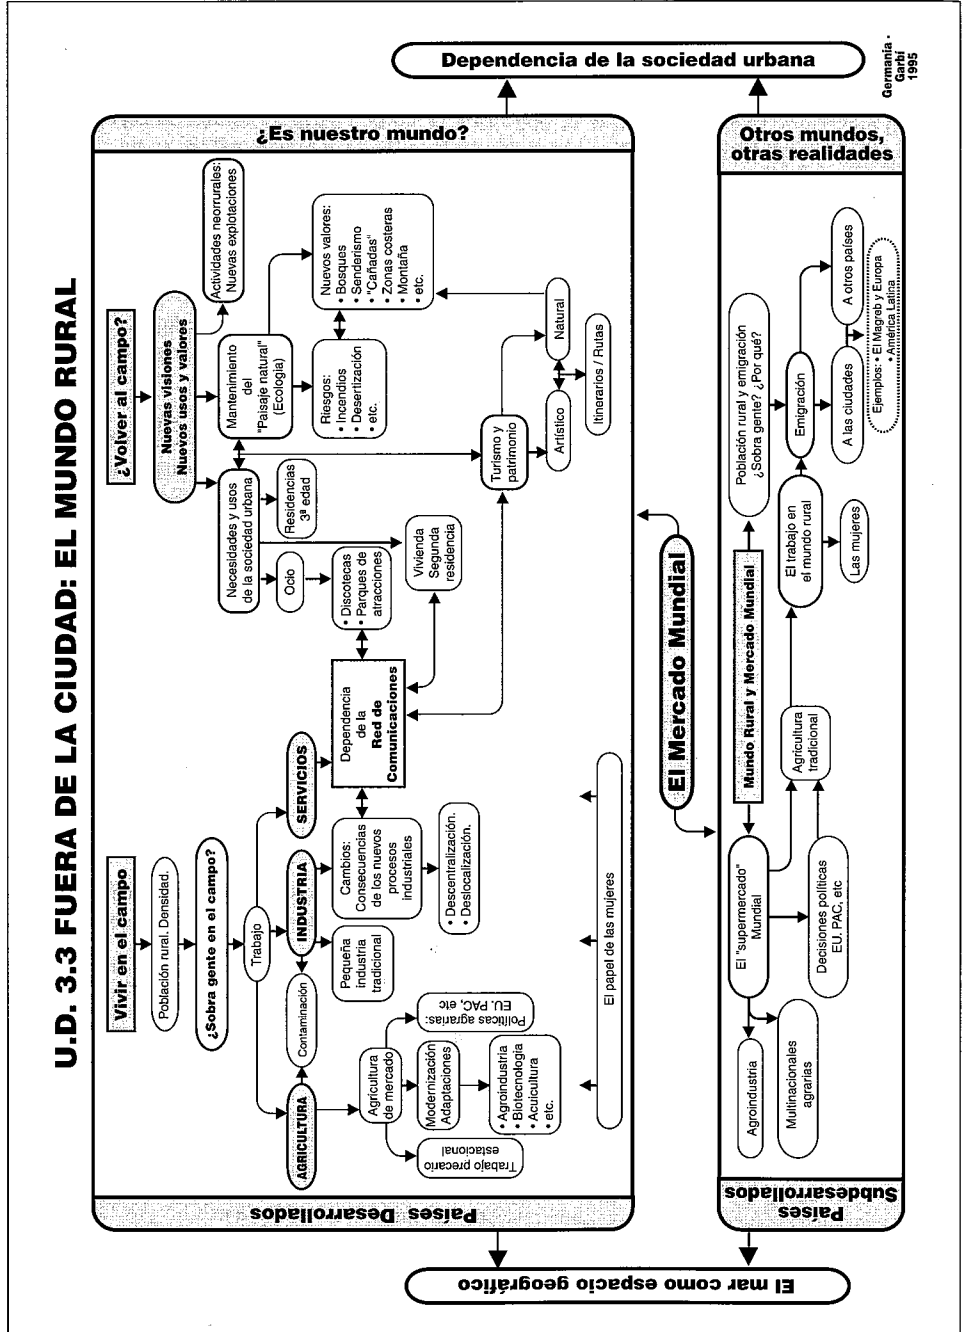 U.D. 3.3 FUERA DE LA CIUDAD: EL MUNDO RURAL
Vivir en el campo
Población rural. Densidad.
¿Sobra gente en el campo?
Trabajo
AGRICULTURA
Contaminación
INDUSTRIA
SERVICIOS
Trabajo precario
estacional
Agricultura
de mercado
Políticas agrarias:
EU. PAC, etc
Modernización
Adaptaciones
• Agroindustria
• Biotecnología
• Acuicultura
• etc.
Pequeña
industria
tradicional
Cambios:
Consecuencias
de los nuevos
procesos
industriales
• Descentralización.
• Deslocalización.
Dependencia
de la
Red de
Comunicaciones
El papel de las mujeres
¿Volver al campo?
Nuevas visiones
Nuevos usos y valores
Necesidades y usos
de la sociedad urbana
Ocio
Residencias
3ª edad
• Discotecas
• Parques de
atracciones
Vivienda
Segunda
residencia
Mantenimiento
del
"Paisaje natural"
(Ecología)
Actividades neorrurales:
Nuevas explotaciones
Riesgos:
• Incendios
• Desertización
• etc.
Nuevos valores:
• Bosques
• Senderismo
• "Cañadas"
• Zonas costeras
• Montaña
• etc.
Turismo y
patrimonio
Artístico
Natural
Itinerarios / Rutas
Países Desarrollados
¿Es nuestro mundo?
El Mercado Mundial
Países
Subdesarrollados
Otros mundos,
otras realidades
Mundo Rural y Mercado Mundial
El "supermercado"
Mundial
Agroindustria
Multinacionales
agrarias
Decisiones políticas
EU. PAC, etc
Agricultura
tradicional
Población rural y emigración
¿Sobra gente? ¿Por qué?
El trabajo en
el mundo rural
Las mujeres
Emigración
A las ciudades
A otros países
Ejemplos: • El Magreb y Europa
• América Latina
El mar como espacio geográfico
Dependencia de la sociedad urbana
Germania -
Garbí
1995